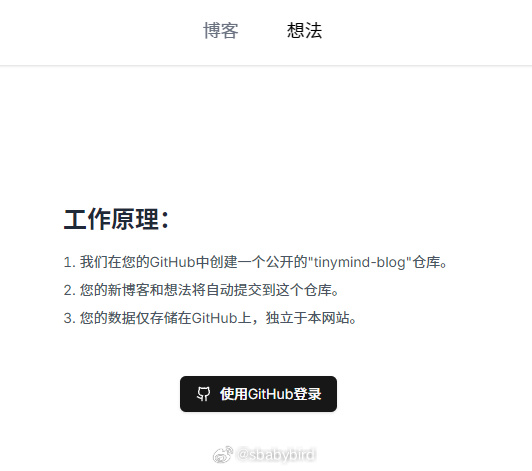 博客 想法
工作原理：
1. 我们在您的GitHub中创建一个公开的"tinymind-blog"仓库。
2. 您的新博客和想法将自动提交到这个仓库。
3. 您的数据仅存储在GitHub上，独立于本网站。
使用GitHub登录
@sbabybird